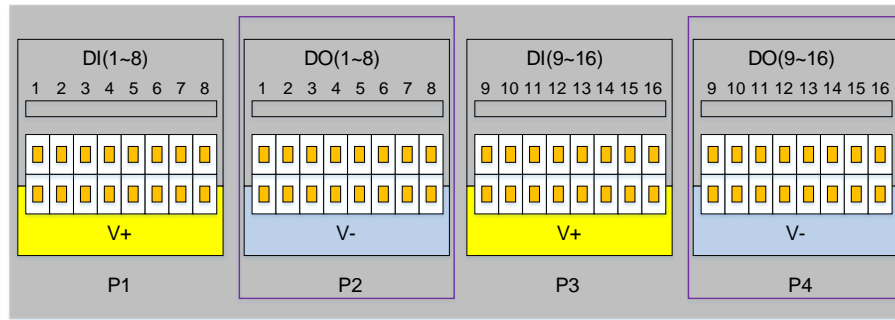 DI(1~8) DO(1~8) DI(9~16) DO(9~16)
1 2 3 4 5 6 7 8 1 2 3 4 5 6 7 8 9 10 11 12 13 14 15 16 9 10 11 12 13 14 15 16
V+ V- V+ V-
P1 P2 P3 P4